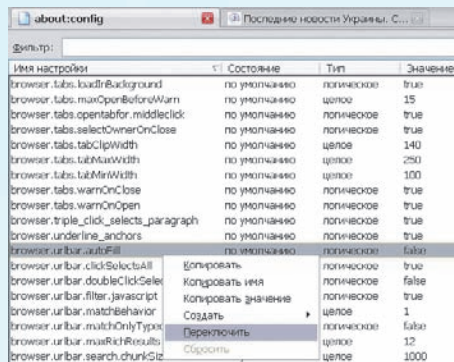 about:config Последние новости Украины. С...
Фильтр:
Имя настройки Состояние Тип Значение
browser.tabs.loadInBackground по умолчанию логическое true
browser.tabs.maxOpenBeforeWarn по умолчанию целое 15
browser.tabs.opentabfor.middleclick по умолчанию логическое true
browser.tabs.selectOwnerOnClose по умолчанию логическое true
browser.tabs.tabClipWidth по умолчанию целое 140
browser.tabs.tabMaxWidth по умолчанию целое 250
browser.tabs.tabMinWidth по умолчанию целое 100
browser.tabs.warnOnClose по умолчанию логическое true
browser.tabs.warnOnOpen по умолчанию логическое true
browser.triple_click_selects_paragraph по умолчанию логическое true
browser.underline_anchors по умолчанию логическое true
browser.urlbar.autoFill по умолчанию логическое false
browser.urlbar.clickSelectsAll Копировать логическое true
browser.urlbar.doubleClickSele Копировать имя логическое false
browser.urlbar.filter.javascript Копировать значение логическое true
browser.urlbar.matchBehavior Создать целое 1
browser.urlbar.matchOnlyTyped Переключить логическое false
browser.urlbar.maxRichResults Сбросить целое 12
browser.urlbar.search.chunkSiz целое 1000